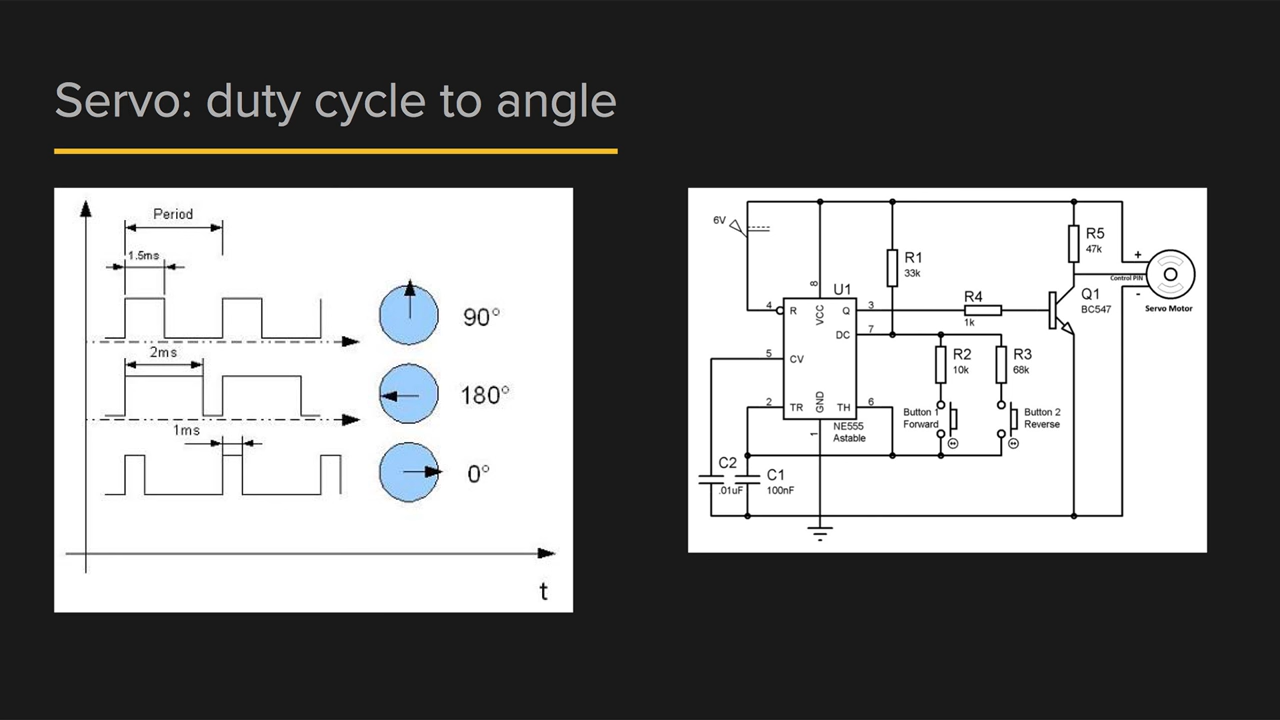 Servo: duty cycle to angle
Period
1.5ms
90°
2ms
180°
1ms
0°
t
6V
R5
47k
+
R1
33k
Control PIN
-
Servo Motor
8
U1
Q1
BC547
4
R
VCC
Q
3
R4
1k
DC
7
5
CV
R2
10k
R3
68k
2
TR
GND
TH
6
Button 1
Forward
Button 2
Reverse
1
NE555
Astable
C2
.01uF
C1
100nF